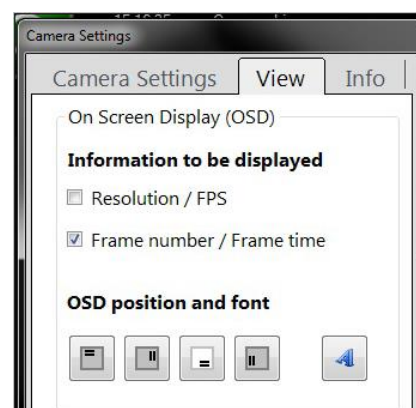 Camera Settings
Camera Settings View Info
On Screen Display (OSD)
Information to be displayed
Resolution / FPS
Frame number / Frame time
OSD position and font